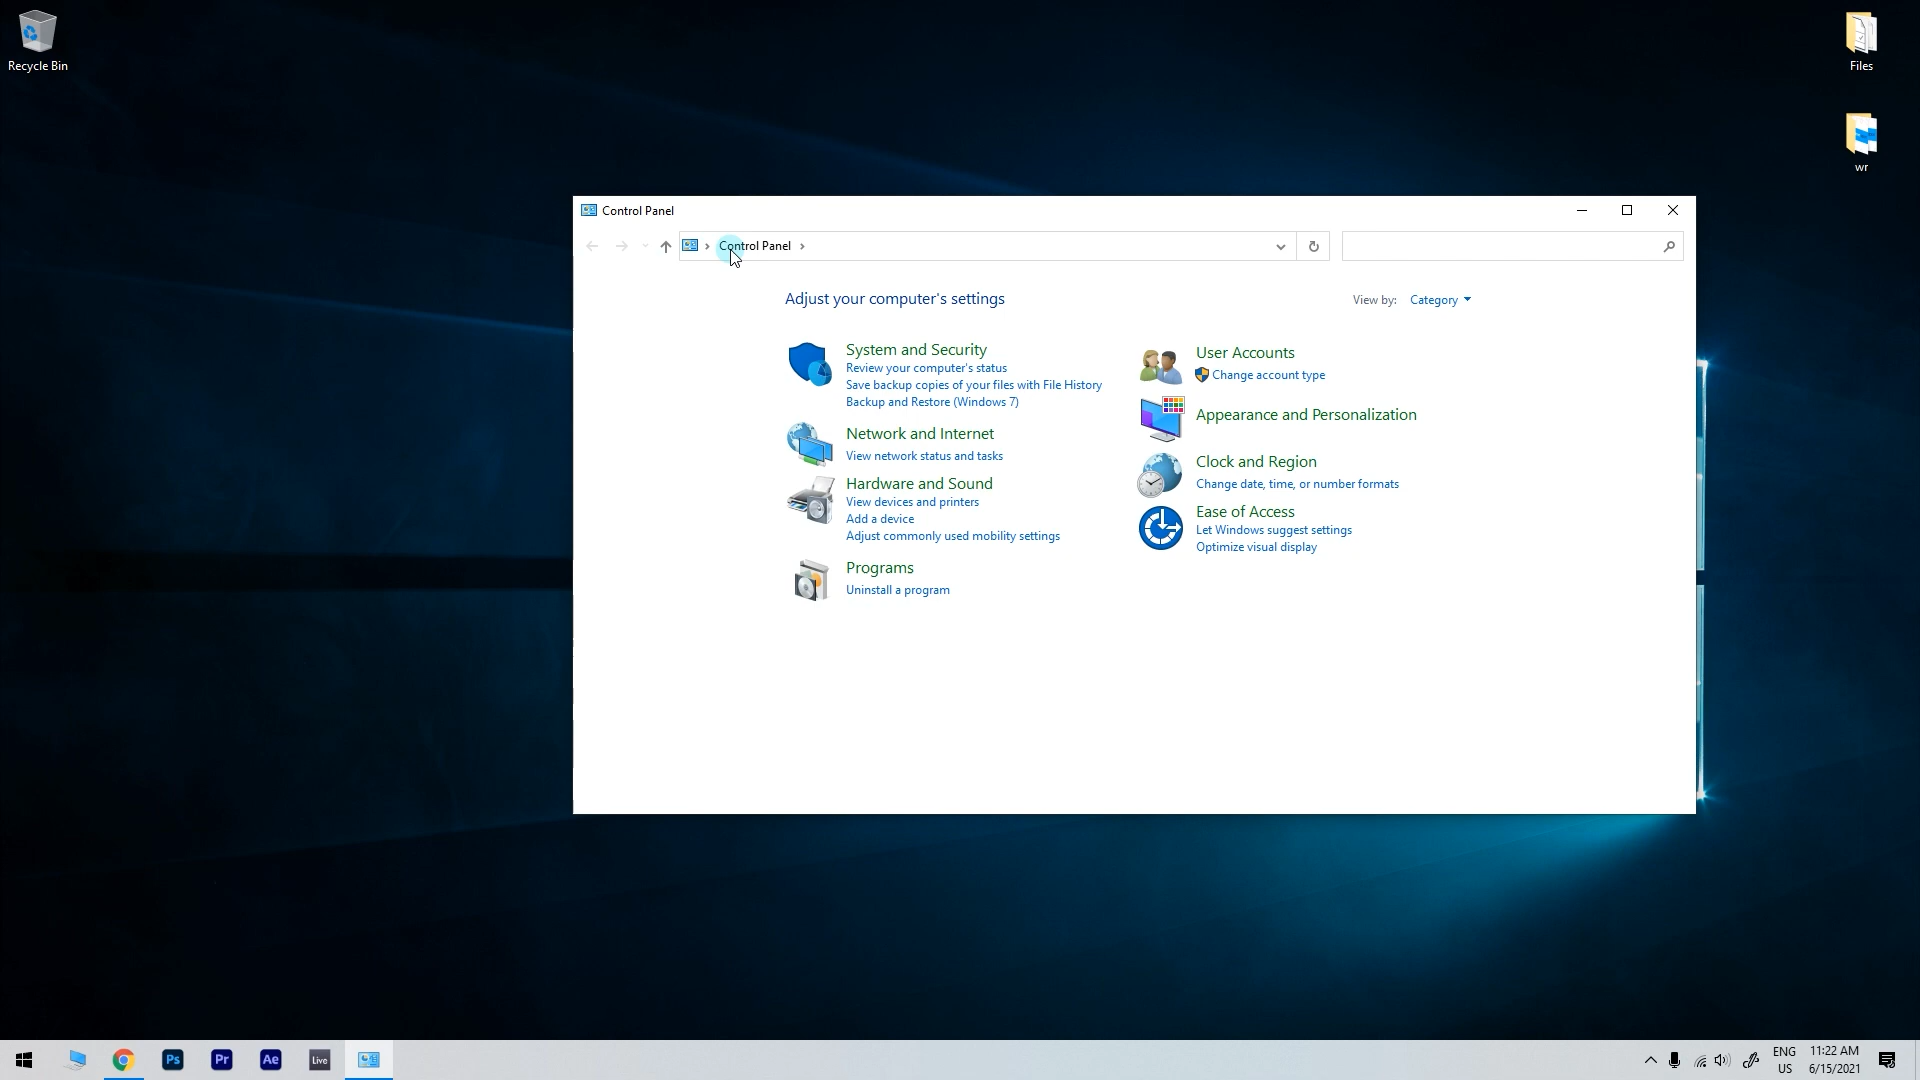 Recycle Bin
Files
wr
Control Panel
Control Panel
Adjust your computer's settings
View by: Category
System and Security
Review your computer's status
Save backup copies of your files with File History
Backup and Restore (Windows 7)
Network and Internet
View network status and tasks
Hardware and Sound
View devices and printers
Add a device
Adjust commonly used mobility settings
Programs
Uninstall a program
User Accounts
Change account type
Appearance and Personalization
Clock and Region
Change date, time, or number formats
Ease of Access
Let Windows suggest settings
Optimize visual display
Ps
Pr
Ae
Live
ENG
US
11:22 AM
6/15/2021